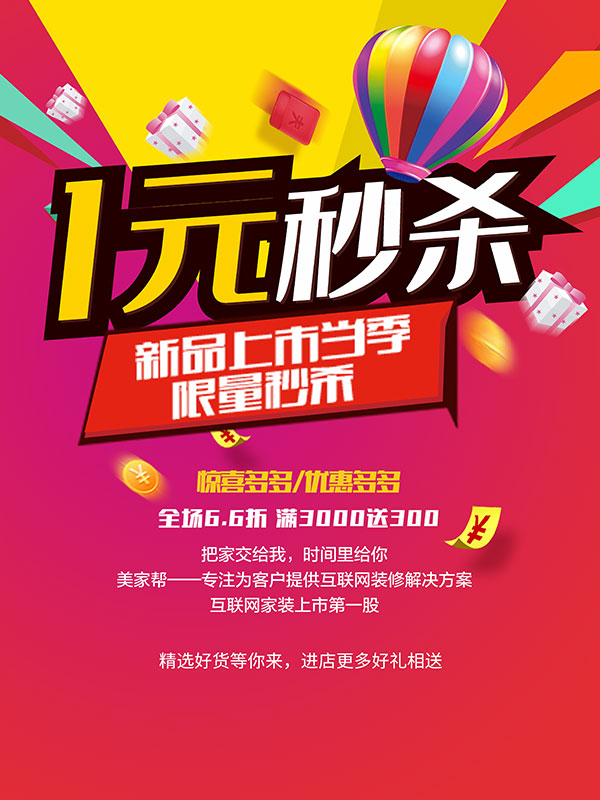 1元秒杀
新品上市当季
限量秒杀
惊喜多多/优惠多多
全场6.6折 满3000送300
把家交给我，时间里给你
美家帮——专注为客户提供互联网装修解决方案
互联网家装上市第一股
精选好货等你来，进店更多好礼相送